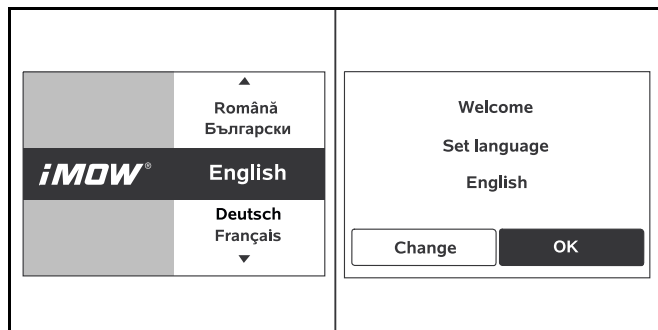 Română
Български
iMOW®
English
Deutsch
Français
Welcome
Set language
English
Change
OK